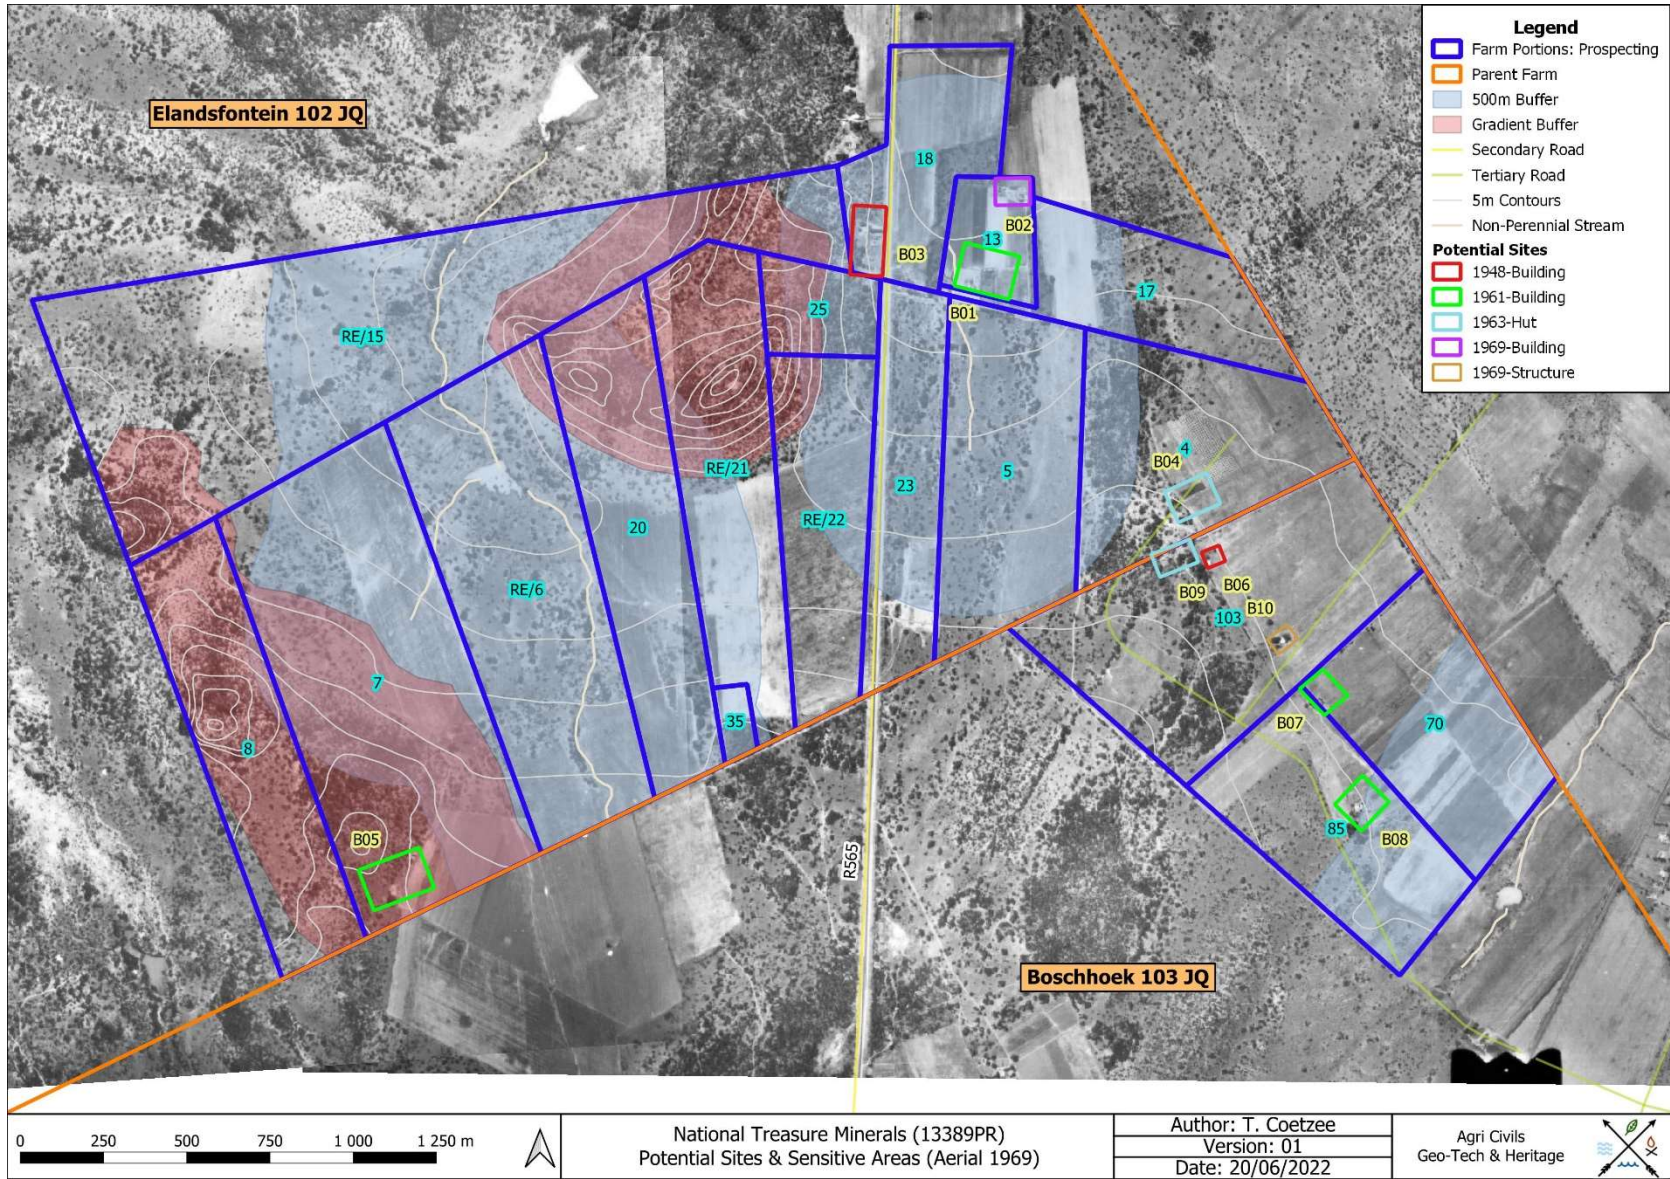 Elandsfontein 102 JQ
Legend
Farm Portions: Prospecting
Parent Farm
500m Buffer
Gradient Buffer
Secondary Road
Tertiary Road
5m Contours
Non-Perennial Stream
Potential Sites
1948-Building
1961-Building
1963-Hut
1969-Building
1969-Structure
18
B02
13
B03
17
25
B01
RE/15
4
B04
RE/21
5
23
RE/22
20
RE/6
B09
B06
B10
103
7
35
B07
70
8
85
B08
B05
R565
Boschhoek 103 JQ
0 250 500 750 1 000 1 250 m
National Treasure Minerals (13389PR)
Potential Sites & Sensitive Areas (Aerial 1969)
Author: T. Coetzee
Version: 01
Date: 20/06/2022
Agri Civils
Geo-Tech & Heritage